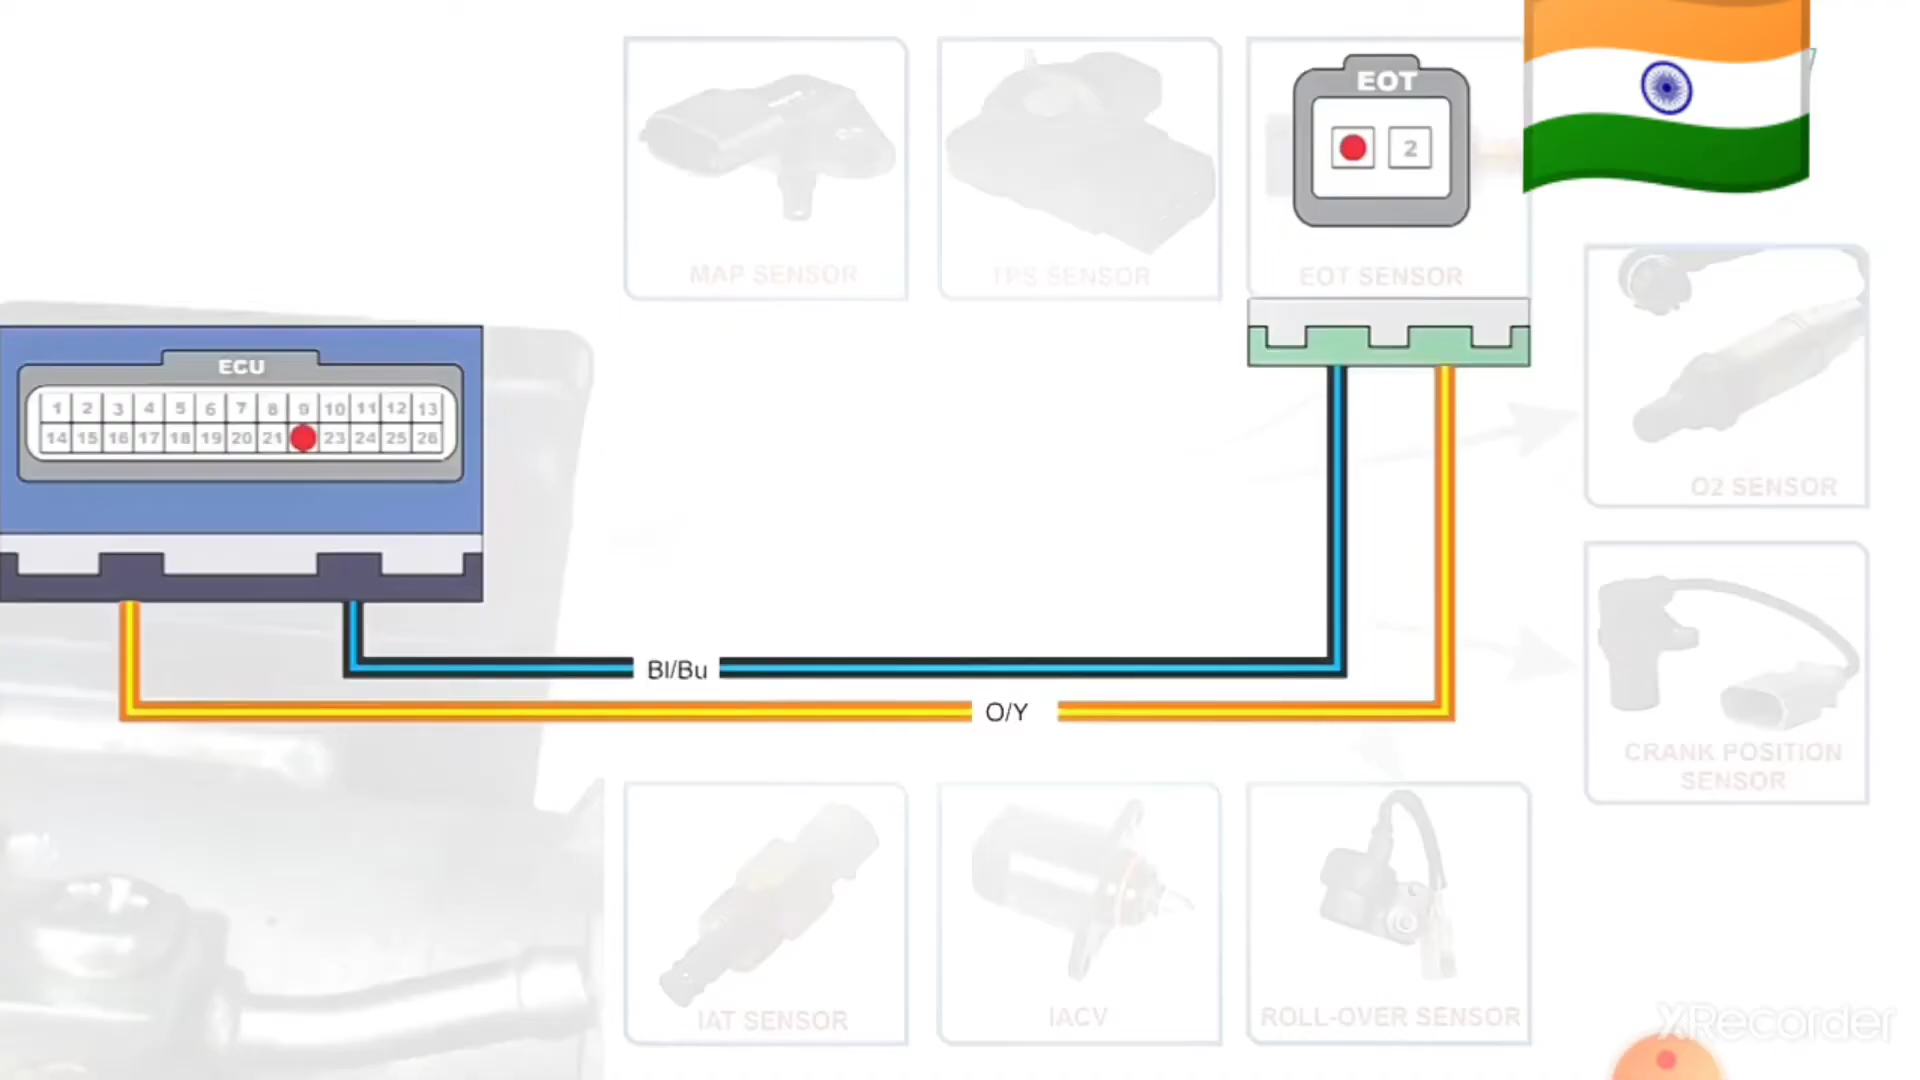 EOT
2
MAP SENSOR
TPS SENSOR
EOT SENSOR
ECU
1 2 3 4 5 6 7 8 9 10 11 12 13
14 15 16 17 18 19 20 21 23 24 25 26
O2 SENSOR
Bl/Bu
O/Y
CRANK POSITION
SENSOR
IAT SENSOR
IACV
ROLL-OVER SENSOR
XRecorder